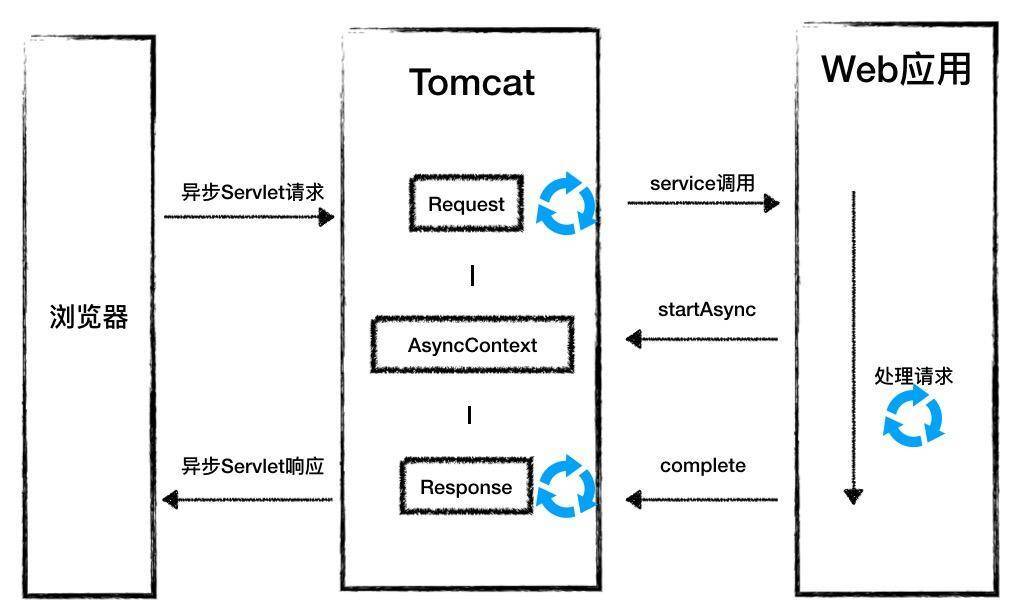 Tomcat
Web应用
异步Servlet请求
Request
service调用
浏览器
startAsync
AsyncContext
处理请求
异步Servlet响应
Response
complete